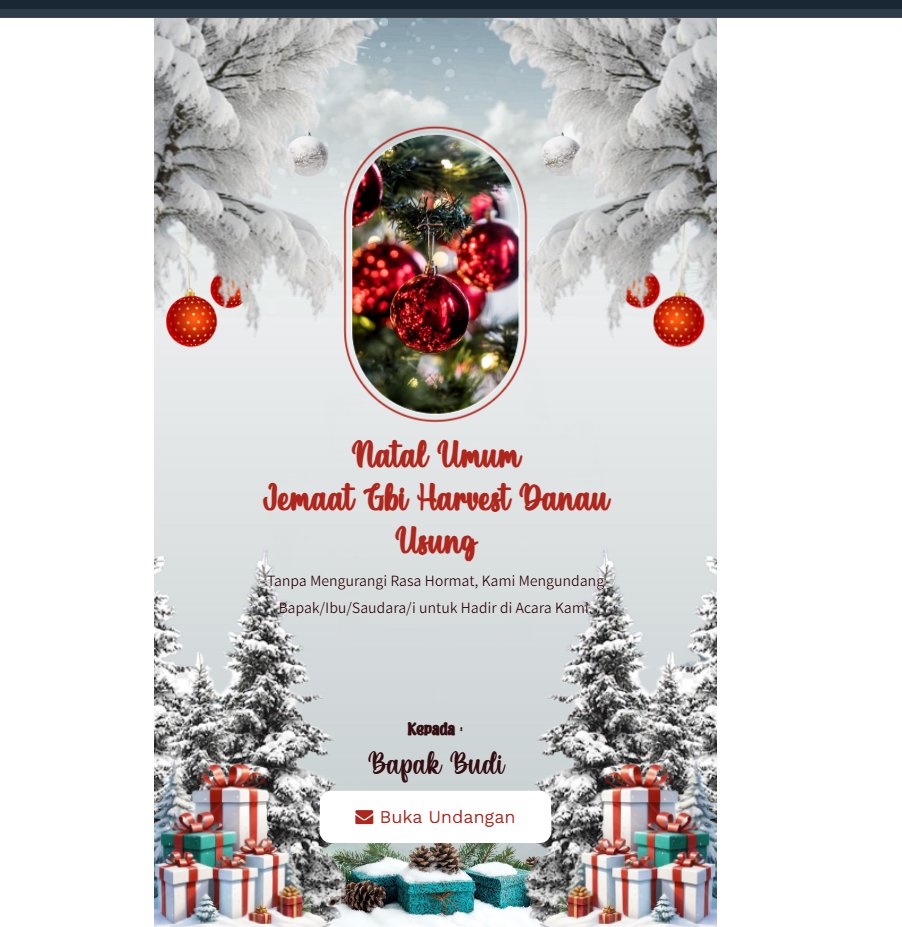 Natal Umum
Jemaat Gbi Harvest Danau
Usung
Tanpa Mengurangi Rasa Hormat, Kami Mengundang
Bapak/Ibu/Saudara/i untuk Hadir di Acara Kami.
Kepada :
Bapak Budi
Buka Undangan